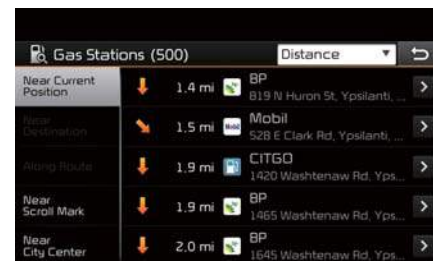 Gas Stations (500)
Distance
Near Current
Position
1.4 mi
BP
819 N Huron St, Ypsilanti, ...
Near
Destination
1.5 mi
Mobil
Mobil
528 E Clark Rd, Ypsilanti, ...
Along Route
1.9 mi
CITGO
1420 Washtenaw Rd, Yps...
Near
Scroll Mark
1.9 mi
BP
1465 Washtenaw Rd, Yps...
Near
City Center
2.0 mi
BP
1645 Washtenaw Rd, Yps...